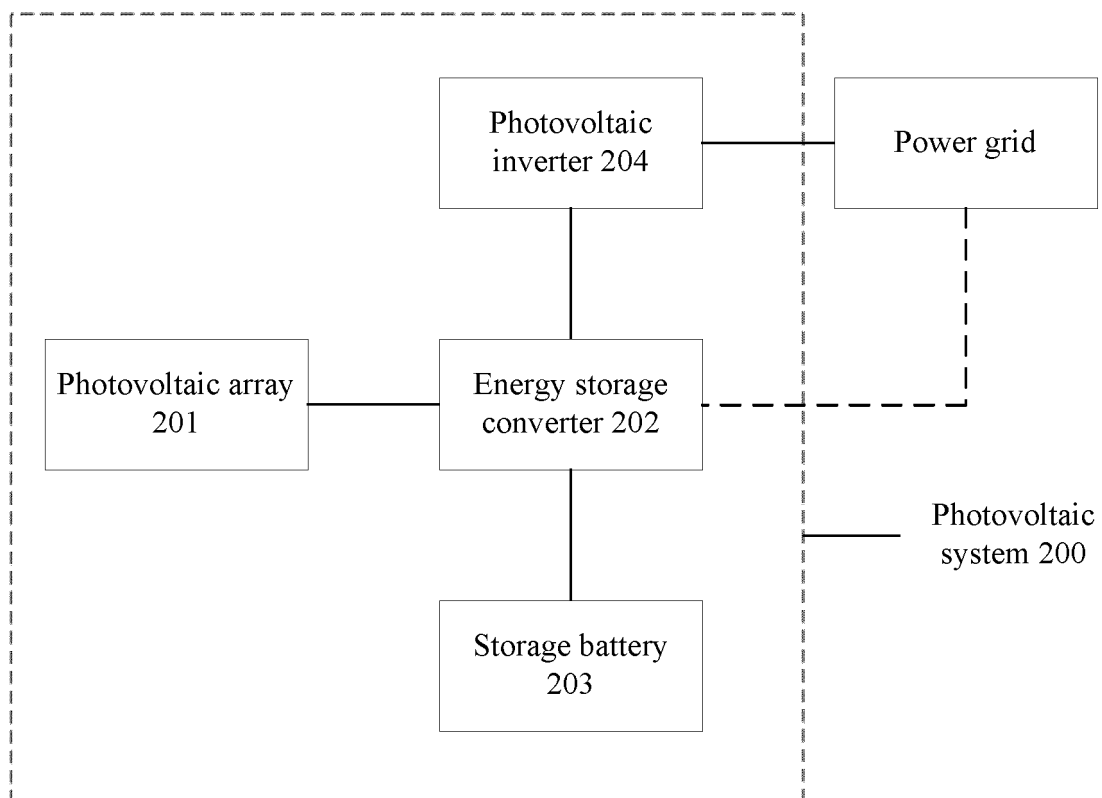 Photovoltaic
inverter 204
Power grid
Photovoltaic array
201
Energy storage
converter 202
Photovoltaic
system 200
Storage battery
203